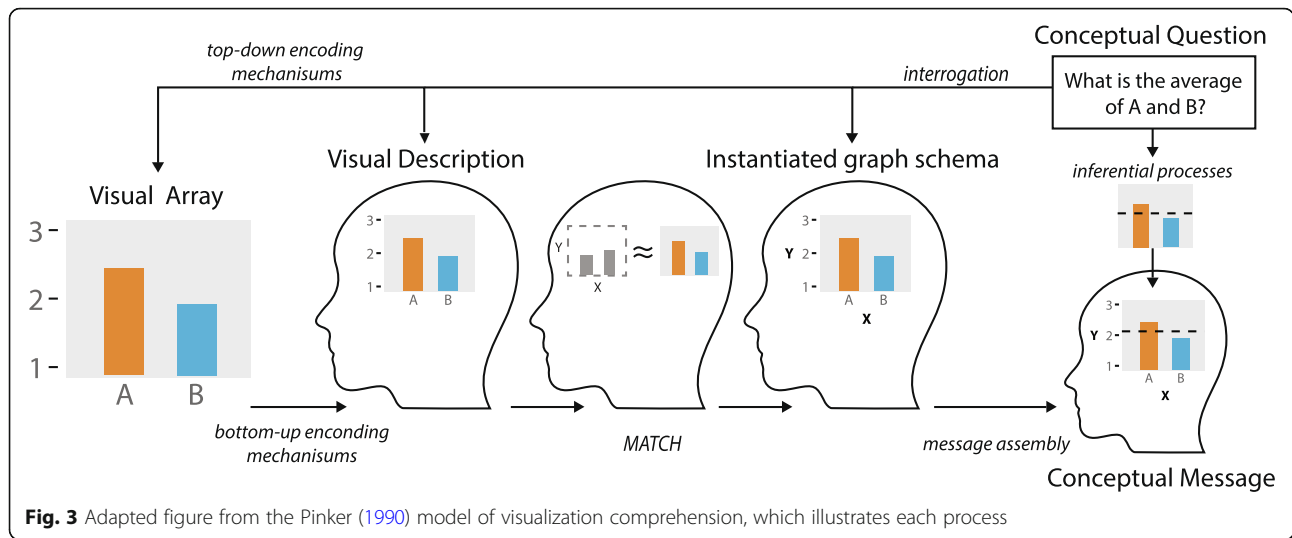 Conceptual Question
top-down encoding
mechanisums
interrogation
What is the average
of A and B?
Visual Description
Instantiated graph schema
inferential processes
Visual Array
3
2
1
A B
3
2
1
A B
Y
X
≈
3
Y 2
1
A B
X
3
Y 2
1
A B
X
bottom-up enconding
mechanisums
MATCH
message assembly
Conceptual Message
Fig. 3 Adapted figure from the Pinker (1990) model of visualization comprehension, which illustrates each process